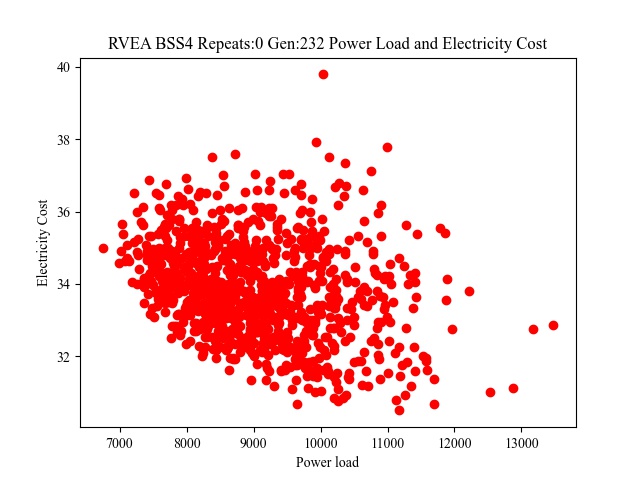 RVEA BSS4 Repeats:0 Gen:232 Power Load and Electricity Cost
40
38
36
34
32
Electricity Cost
7000 8000 9000 10000 11000 12000 13000
Power load